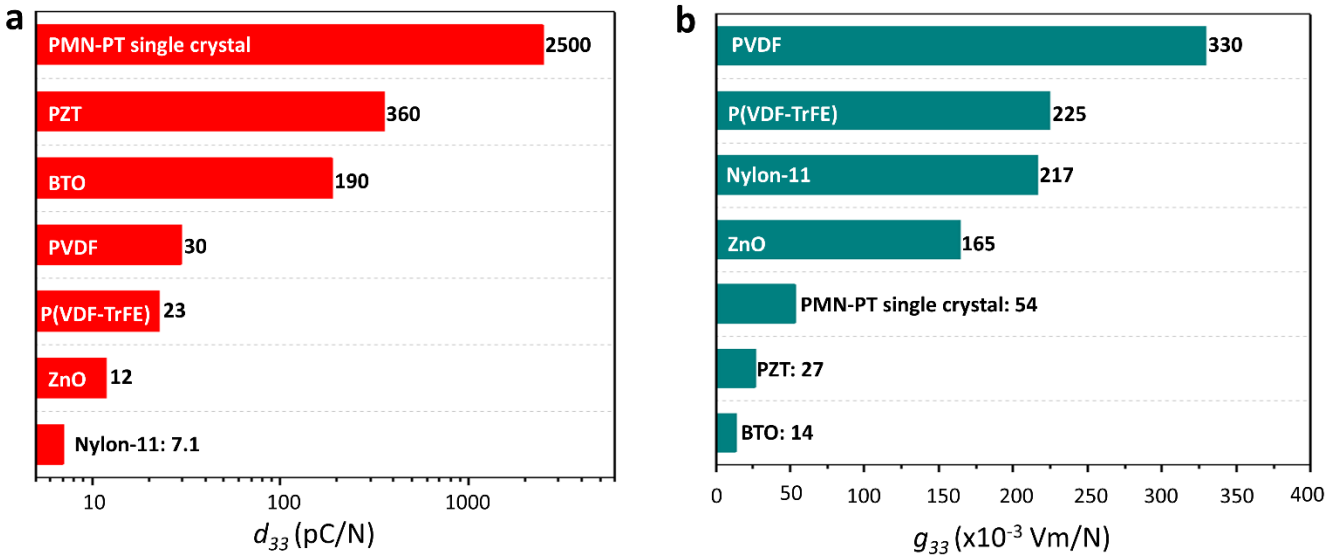 a
PMN-PT single crystal 2500
PZT 360
BTO 190
PVDF 30
P(VDF-TrFE) 23
ZnO 12
Nylon-11: 7.1
10 100 1000
d33 (pC/N)
b
PVDF 330
P(VDF-TrFE) 225
Nylon-11 217
ZnO 165
PMN-PT single crystal: 54
PZT: 27
BTO: 14
0 50 100 150 200 250 300 350 400
g33 (x10-3 Vm/N)